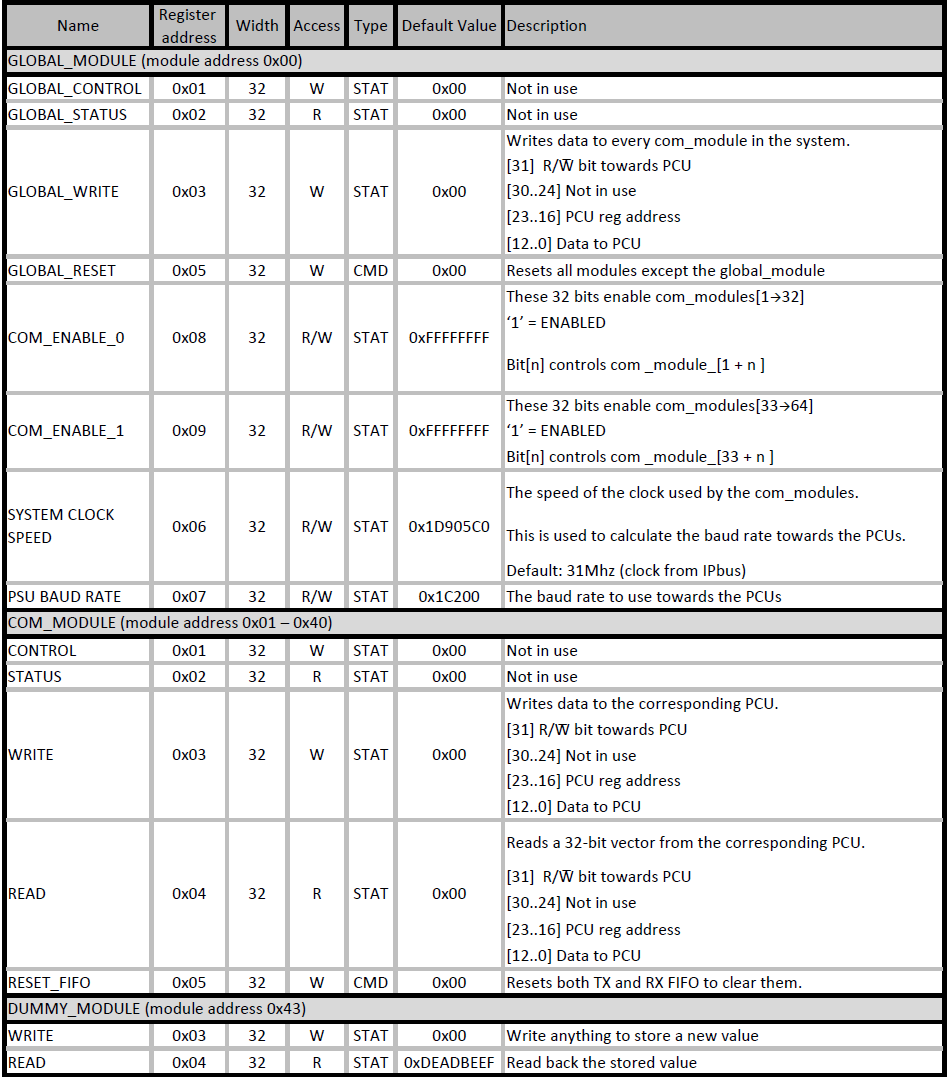 Name Register address Width Access Type Default Value Description
GLOBAL_MODULE (module address 0x00)
GLOBAL_CONTROL 0x01 32 W STAT 0x00 Not in use
GLOBAL_STATUS 0x02 32 R STAT 0x00 Not in use
GLOBAL_WRITE 0x03 32 W STAT 0x00 Writes data to every com_module in the system.
[31] R/W̅ bit towards PCU
[30..24] Not in use
[23..16] PCU reg address
[12..0] Data to PCU
GLOBAL_RESET 0x05 32 W CMD 0x00 Resets all modules except the global_module
COM_ENABLE_0 0x08 32 R/W STAT 0xFFFFFFFF These 32 bits enable com_modules[1→32]
‘1’ = ENABLED
Bit[n] controls com _module_[1 + n ]
COM_ENABLE_1 0x09 32 R/W STAT 0xFFFFFFFF These 32 bits enable com_modules[33→64]
‘1’ = ENABLED
Bit[n] controls com _module_[33 + n ]
SYSTEM CLOCK SPEED 0x06 32 R/W STAT 0x1D905C0 The speed of the clock used by the com_modules.
This is used to calculate the baud rate towards the PCUs.
Default: 31Mhz (clock from IPbus)
PSU BAUD RATE 0x07 32 R/W STAT 0x1C200 The baud rate to use towards the PCUs
COM_MODULE (module address 0x01 – 0x40)
CONTROL 0x01 32 W STAT 0x00 Not in use
STATUS 0x02 32 R STAT 0x00 Not in use
WRITE 0x03 32 W STAT 0x00 Writes data to the corresponding PCU.
[31] R/W̅ bit towards PCU
[30..24] Not in use
[23..16] PCU reg address
[12..0] Data to PCU
READ 0x04 32 R STAT 0x00 Reads a 32-bit vector from the corresponding PCU.
[31] R/W̅ bit towards PCU
[30..24] Not in use
[23..16] PCU reg address
[12..0] Data to PCU
RESET_FIFO 0x05 32 W CMD 0x00 Resets both TX and RX FIFO to clear them.
DUMMY_MODULE (module address 0x43)
WRITE 0x03 32 W STAT 0x00 Write anything to store a new value
READ 0x04 32 R STAT 0xDEADBEEF Read back the stored value